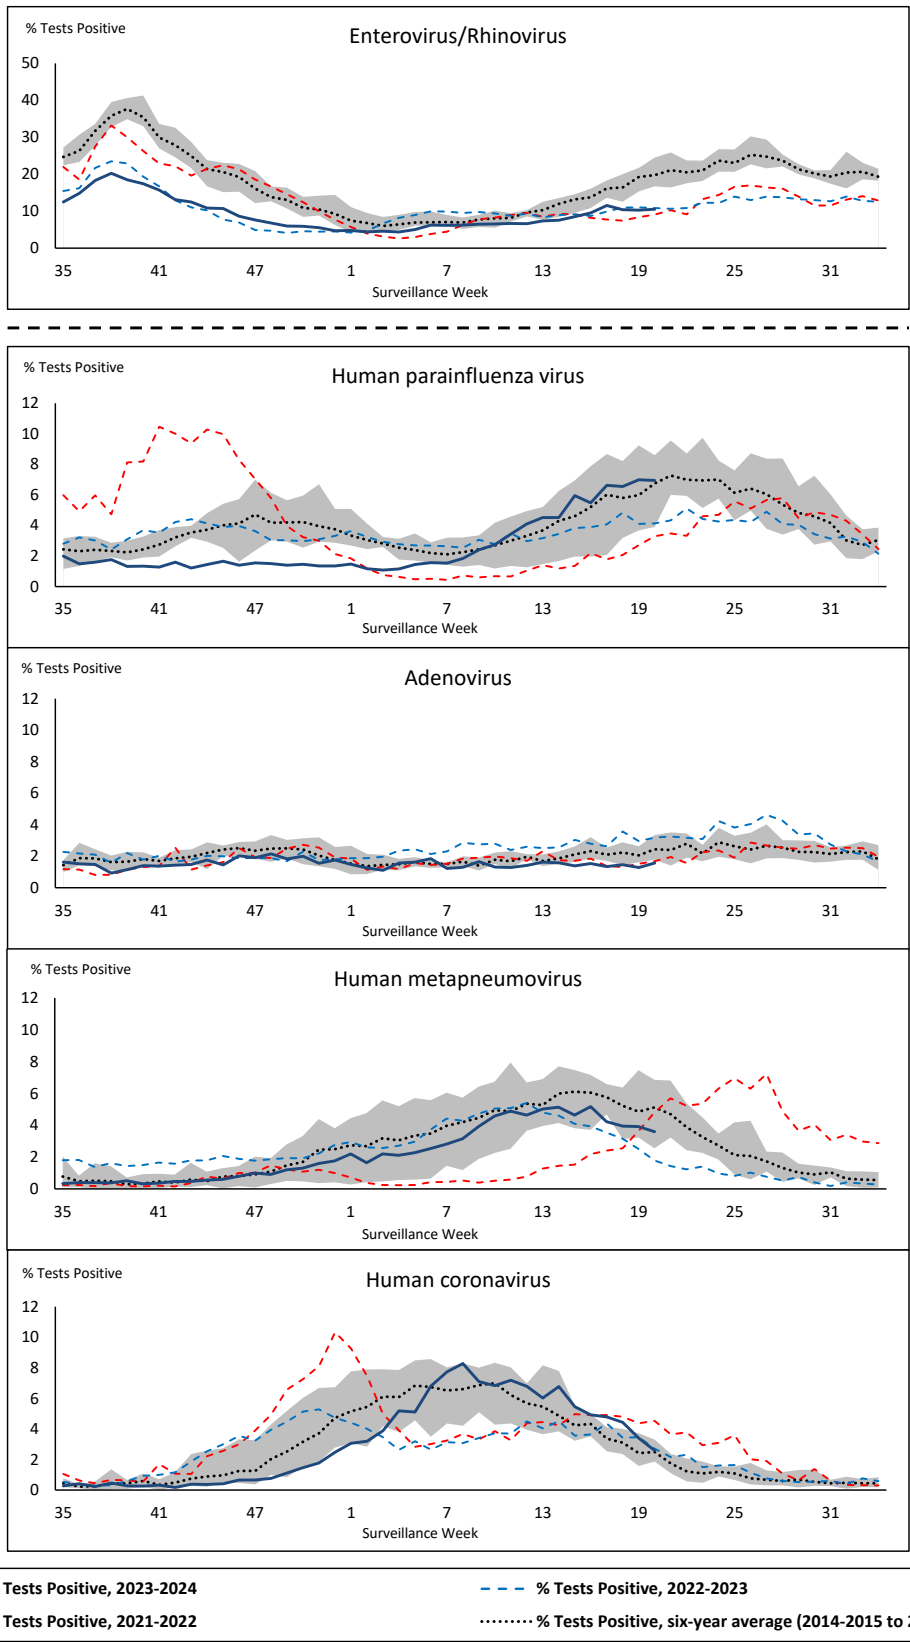 % Tests Positive
Enterovirus/Rhinovirus
50
40
30
20
10
0
35 41 47 1 7 13 19 25 31
Surveillance Week
% Tests Positive
Human parainfluenza virus
12
10
8
6
4
2
0
35 41 47 1 7 13 19 25 31
Surveillance Week
% Tests Positive
Adenovirus
12
10
8
6
4
2
0
35 41 47 1 7 13 19 25 31
Surveillance Week
% Tests Positive
Human metapneumovirus
12
10
8
6
4
2
0
35 41 47 1 7 13 19 25 31
Surveillance Week
% Tests Positive
Human coronavirus
12
10
8
6
4
2
0
35 41 47 1 7 13 19 25 31
Surveillance Week
Tests Positive, 2023-2024 % Tests Positive, 2022-2023
Tests Positive, 2021-2022 % Tests Positive, six-year average (2014-2015 to